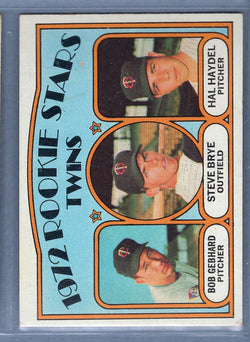 1972 ROOKIE STARS
TWINS
HAL HAYDEL
PITCHER
STEVE BRYE
OUTFIELD
BOB GEBHARD
PITCHER